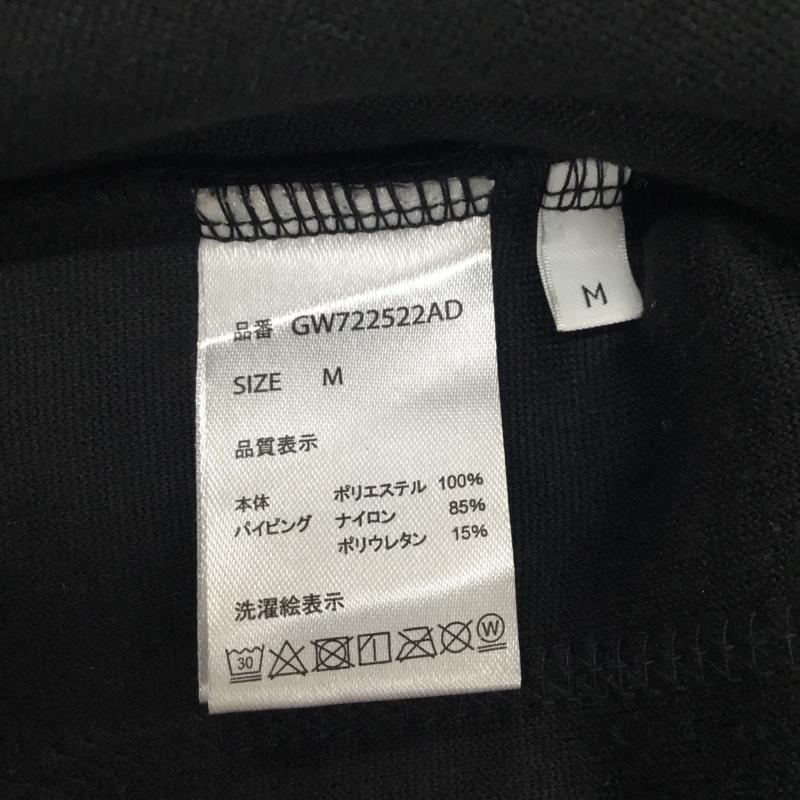 品番 GW722522AD
SIZE M
品質表示
本体 ポリエステル 100%
パイピング ナイロン 85%
ポリウレタン 15%
洗濯絵表示
30 W
M